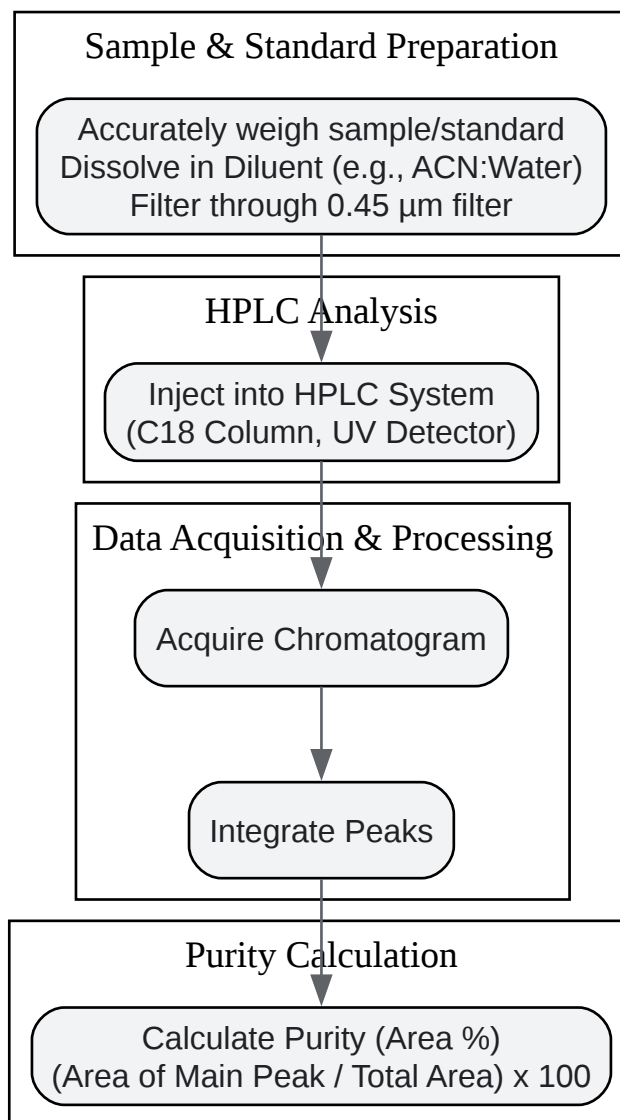 Sample & Standard Preparation
Accurately weigh sample/standard
Dissolve in Diluent (e.g., ACN:Water)
Filter through 0.45 µm filter
HPLC Analysis
Inject into HPLC System
(C18 Column, UV Detector)
Data Acquisition & Processing
Acquire Chromatogram
Integrate Peaks
Purity Calculation
Calculate Purity (Area %)
(Area of Main Peak / Total Area) x 100